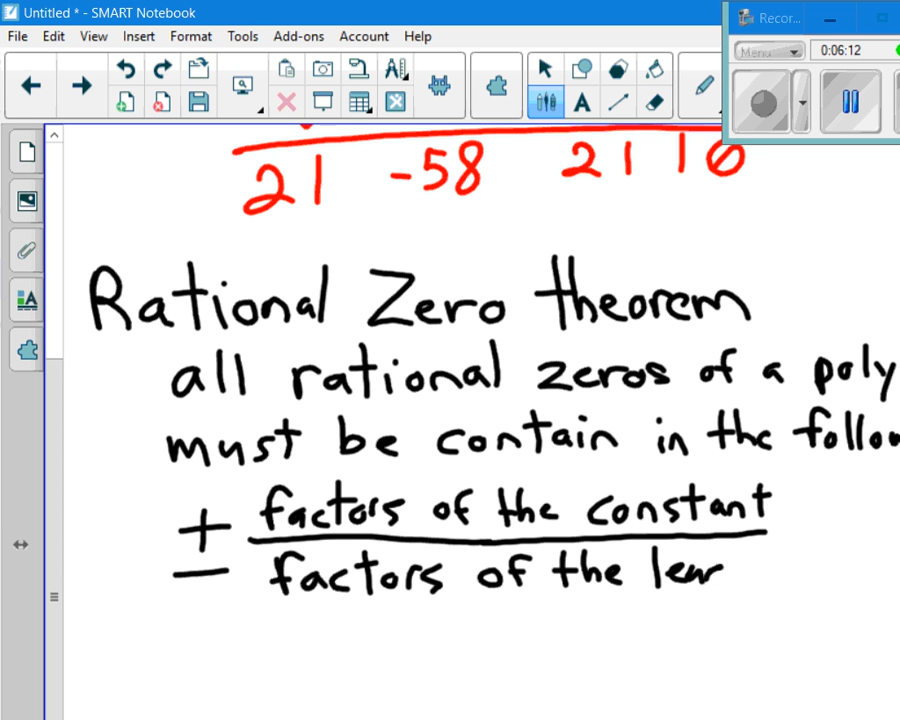 Untitled * - SMART Notebook
File Edit View Insert Format Tools Add-ons Account Help
Recor...
Menu
0:06:12
21 -58 21 10
Rational Zero theorem
all rational zeros of a poly
must be contain in the follow
± factors of the constant
factors of the lea